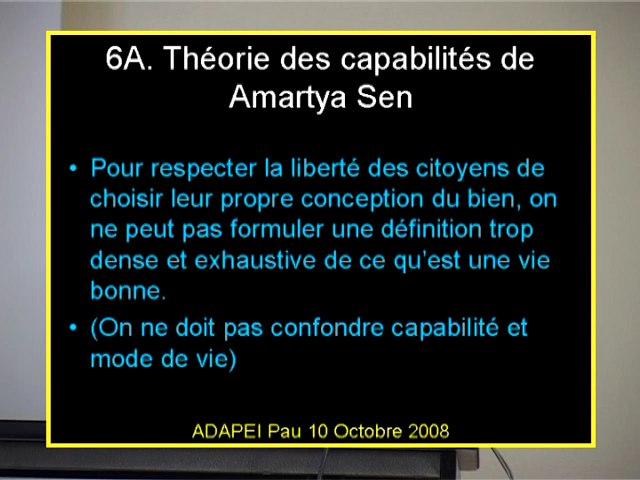 6A. Théorie des capabilités de
Amartya Sen
• Pour respecter la liberté des citoyens de
choisir leur propre conception du bien, on
ne peut pas formuler une définition trop
dense et exhaustive de ce qu'est une vie
bonne.
• (On ne doit pas confondre capabilité et
mode de vie)
ADAPEI Pau 10 Octobre 2008